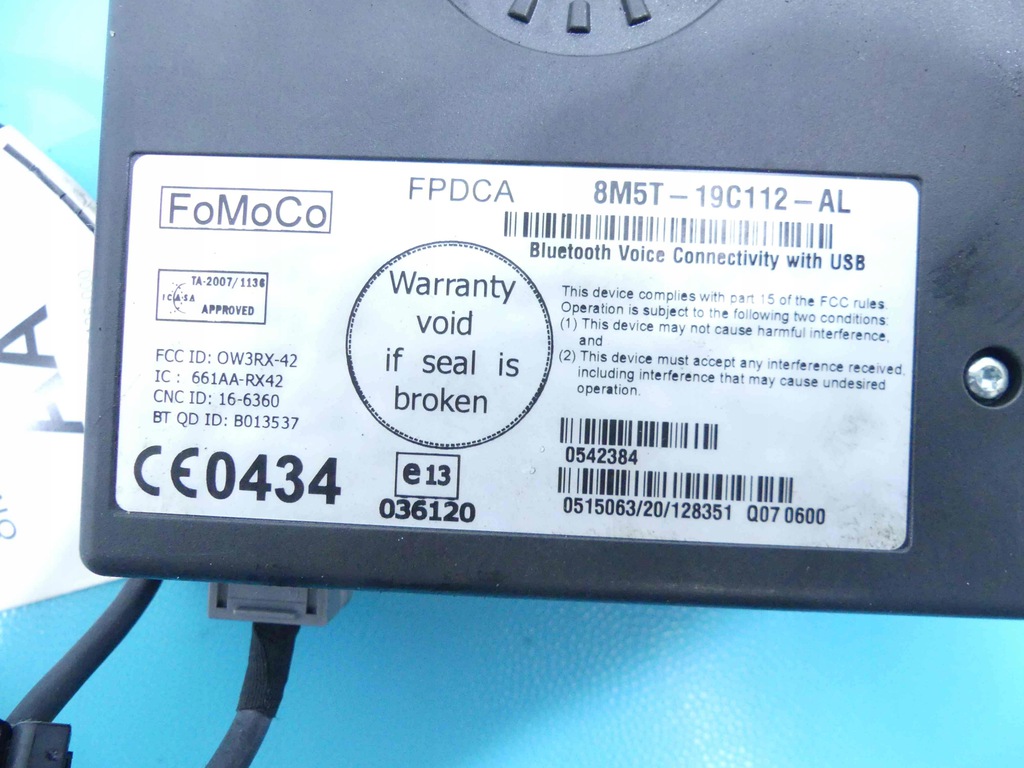 FoMoCo
FPDCA
8M5T-19C112-AL
Bluetooth Voice Connectivity with USB
TA-2007/1136
ICASA
APPROVED
Warranty
void
if seal is
broken
This device complies with part 15 of the FCC rules.
Operation is subject to the following two conditions:
(1) This device may not cause harmful interference,
and
(2) This device must accept any interference received,
including interference that may cause undesired
operation.
FCC ID: OW3RX-42
IC : 661AA-RX42
CNC ID: 16-6360
BT QD ID: B013537
CE0434
e13
036120
0542384
0515063/20/128351 Q07 0600